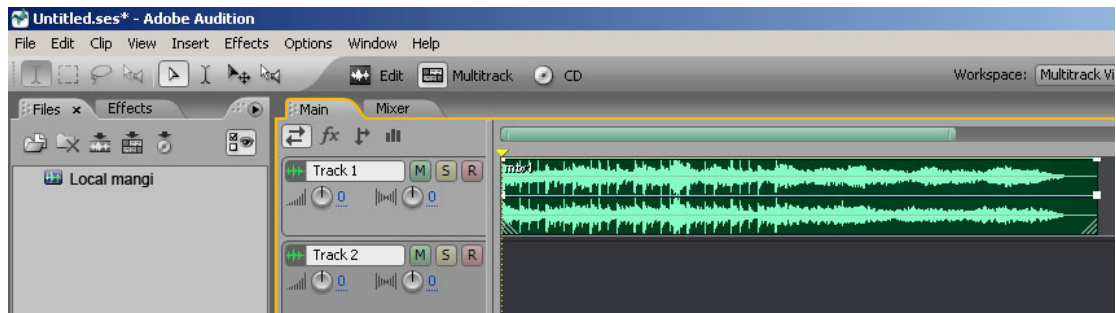 Untitled.ses* - Adobe Audition
File Edit Clip View Insert Effects Options Window Help
Edit Multitrack CD Workspace: Multitrack Vi
Files x Effects Main Mixer
fx
Local mangi
Track 1 M S R
0 0
Track 2 M S R
0 0